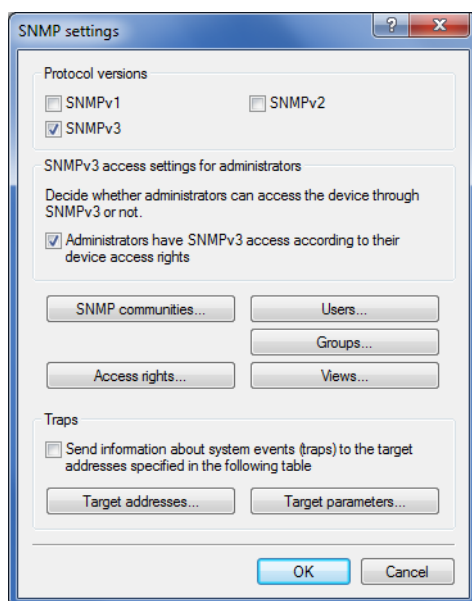 SNMP settings
Protocol versions
SNMPv1 SNMPv2
SNMPv3
SNMPv3 access settings for administrators
Decide whether administrators can access the device through
SNMPv3 or not.
Administrators have SNMPv3 access according to their
device access rights
SNMP communities... Users...
Groups...
Access rights... Views...
Traps
Send information about system events (traps) to the target
addresses specified in the following table
Target addresses... Target parameters...
OK Cancel